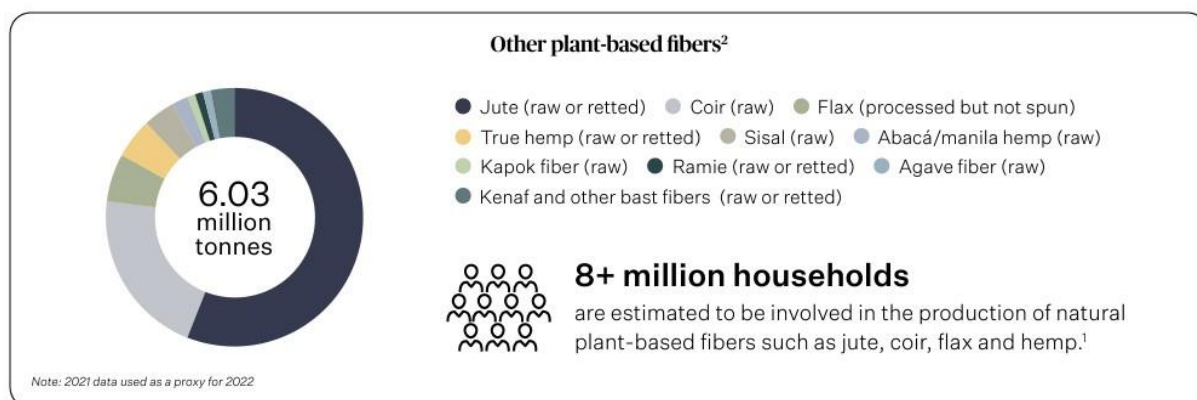 Other plant-based fibers²
6.03
million
tonnes
Jute (raw or retted) Coir (raw) Flax (processed but not spun)
True hemp (raw or retted) Sisal (raw) Abacá/manila hemp (raw)
Kapok fiber (raw) Ramie (raw or retted) Agave fiber (raw)
Kenaf and other bast fibers (raw or retted)
8+ million households
are estimated to be involved in the production of natural
plant-based fibers such as jute, coir, flax and hemp.¹
Note: 2021 data used as a proxy for 2022